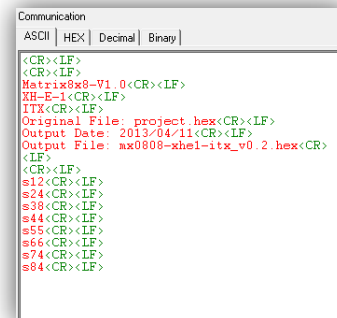 Communication
ASCII HEX Decimal Binary
<CR><LF>
<CR><LF>
Matrix8x8-V1.0<CR><LF>
XH-E-1<CR><LF>
ITX<CR><LF>
Original File: project.hex<CR><LF>
Output Date: 2013/04/11<CR><LF>
Output File: mx0808-xhe1-itx_v0.2.hex<CR>
<LF>
<CR><LF>
s12<CR><LF>
s24<CR><LF>
s38<CR><LF>
s44<CR><LF>
s55<CR><LF>
s66<CR><LF>
s74<CR><LF>
s84<CR><LF>